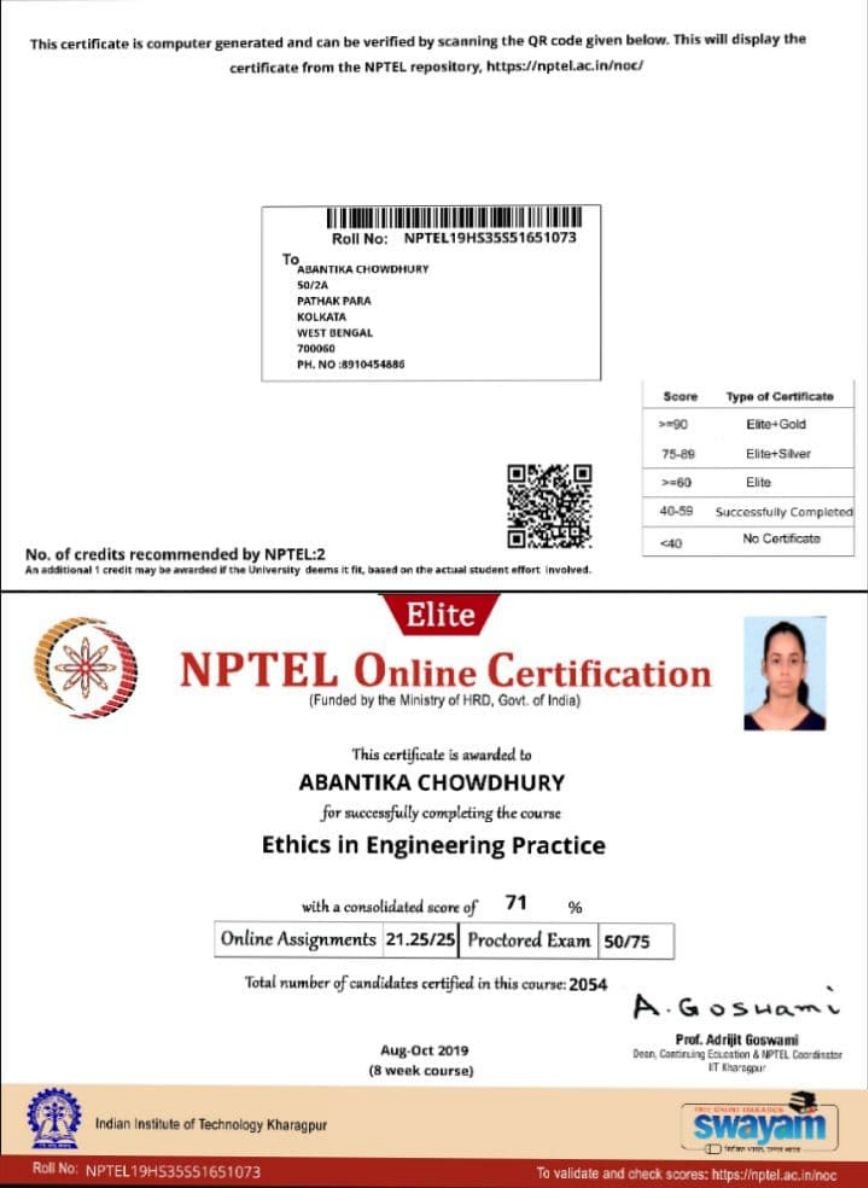 This certificate is computer generated and can be verified by scanning the QR code given below. This will display the
certificate from the NPTEL repository, https://nptel.ac.in/noc/
Roll No: NPTEL19HS35S51651073
To
ABANTIKA CHOWDHURY
50/2A
PATHAK PARA
KOLKATA
WEST BENGAL
700060
PH. NO :8910454886
Score Type of Certificate
>=90 Elite+Gold
75-89 Elite+Silver
>=60 Elite
40-59 Successfully Completed
<40 No Certificate
No. of credits recommended by NPTEL:2
An additional 1 credit may be awarded if the University deems it fit, based on the actual student effort involved.
Elite
NPTEL Online Certification
(Funded by the Ministry of HRD, Govt. of India)
This certificate is awarded to
ABANTIKA CHOWDHURY
for successfully completing the course
Ethics in Engineering Practice
with a consolidated score of 71 %
Online Assignments 21.25/25 Proctored Exam 50/75
Total number of candidates certified in this course: 2054
A. Goswami
Prof. Adrijit Goswami
Dean, Continuing Education & NPTEL Coordinator
IIT Kharagpur
Aug-Oct 2019
(8 week course)
Indian Institute of Technology Kharagpur
FREE ONLINE EDUCATION
swayam
Roll No: NPTEL19HS35S51651073
To validate and check scores: https://nptel.ac.in/noc